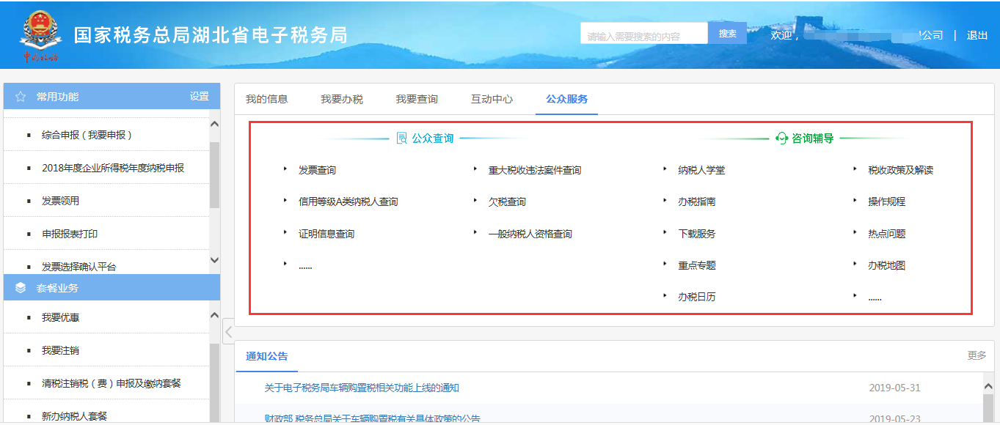 国家税务总局湖北省电子税务局
请输入需要搜索的内容 搜索 欢迎， 公司 | 退出
常用功能 设置
综合申报（我要申报）
2018年度企业所得税年度纳税申报
发票领用
申报报表打印
发票选择确认平台
套餐业务
我要优惠
我要注销
清税注销税（费）申报及缴纳套餐
新办纳税人套餐
我的信息 我要办税 我要查询 互动中心 公众服务
公众查询 咨询辅导
发票查询 重大税收违法案件查询 纳税人学堂 税收政策及解读
信用等级A类纳税人查询 欠税查询 办税指南 操作规程
证明信息查询 一般纳税人资格查询 下载服务 热点问题
...... 重点专题 办税地图
办税日历 ......
通知公告 更多
关于电子税务局车辆购置税相关功能上线的通知 2019-05-31
财政部 税务总局关于车辆购置税有关具体政策的公告 2019-05-23